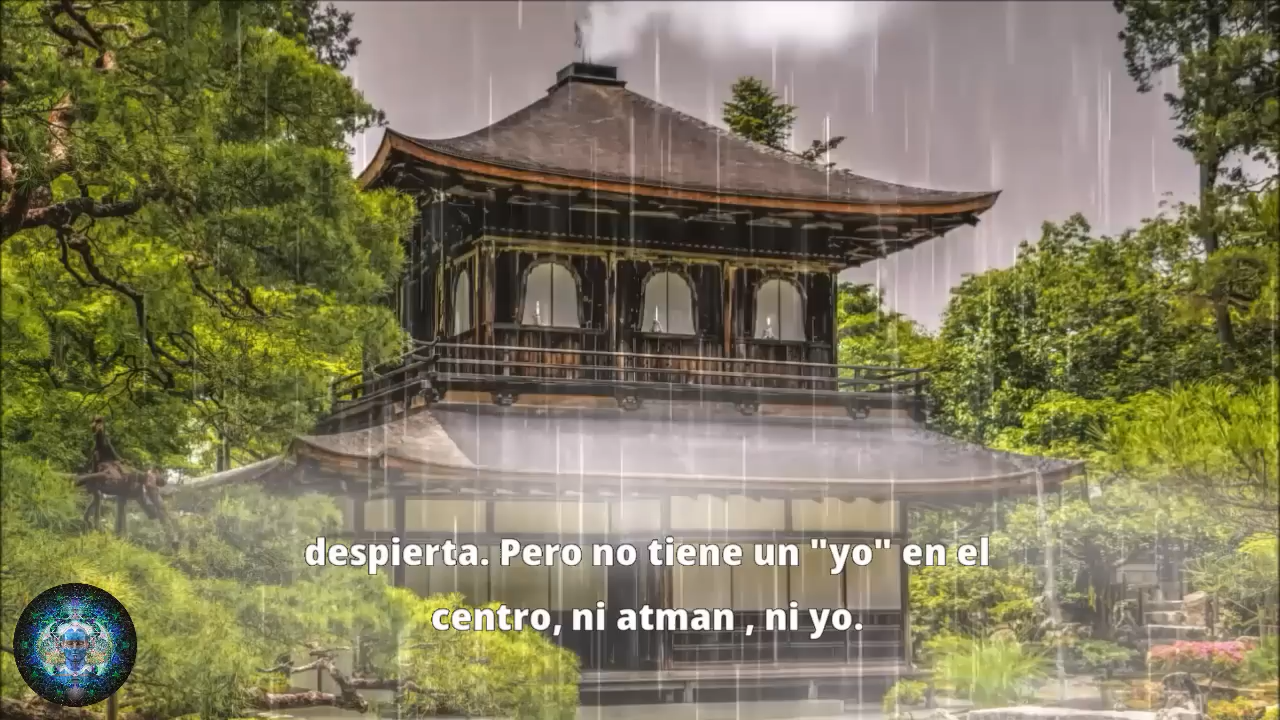 despierta. Pero no tiene un "yo" en el
centro, ni atman , ni yo.